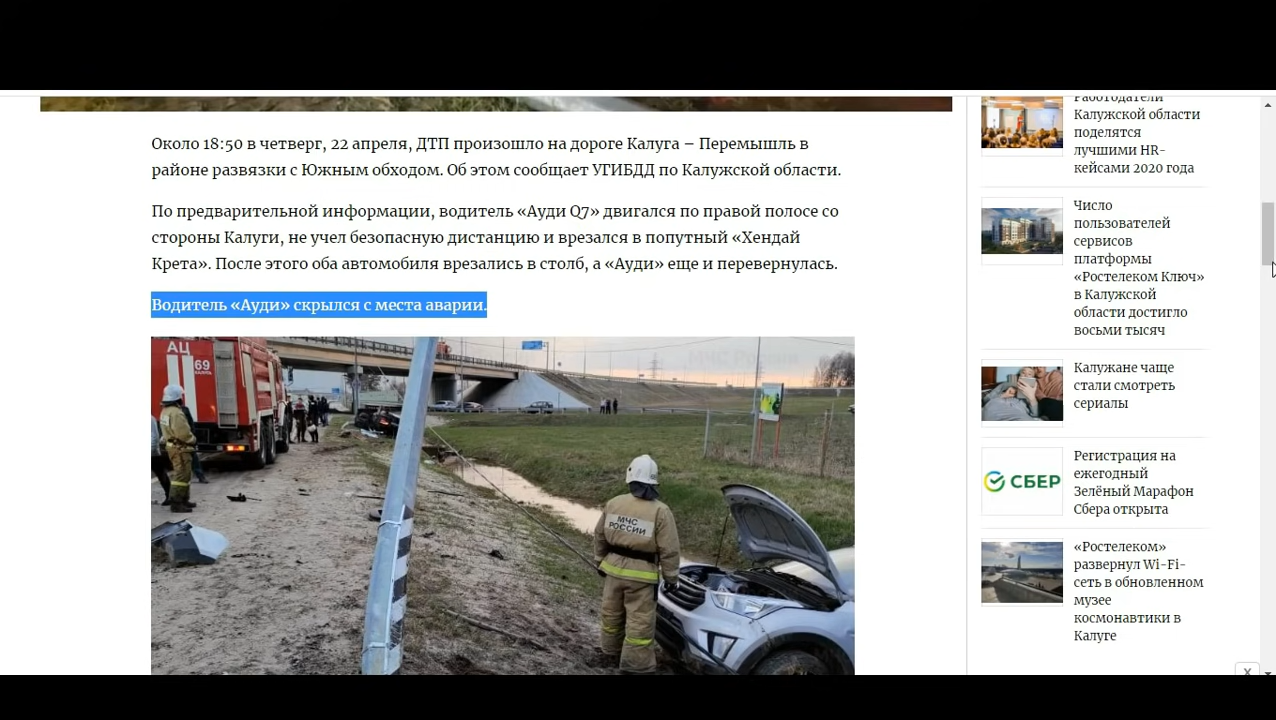 Около 18:50 в четверг, 22 апреля, ДТП произошло на дороге Калуга – Перемышль в
районе развязки с Южным обходом. Об этом сообщает УГИБДД по Калужской области.
По предварительной информации, водитель «Ауди Q7» двигался по правой полосе со
стороны Калуги, не учел безопасную дистанцию и врезался в попутный «Хендай
Крета». После этого оба автомобиля врезались в столб, а «Ауди» еще и перевернулась.
Водитель «Ауди» скрылся с места аварии.
АЦ
69
МЧС России
МЧС
РОССИИ
Работодатели
Калужской области
поделятся
лучшими HR-
кейсами 2020 года
Число
пользователей
сервисов
платформы
«Ростелеком Ключ»
в Калужской
области достигло
восьми тысяч
Калужане чаще
стали смотреть
сериалы
СБЕР
Регистрация на
ежегодный
Зелёный Марафон
Сбера открыта
«Ростелеком»
развернул Wi-Fi-
сеть в обновленном
музее
космонавтики в
Калуге
x